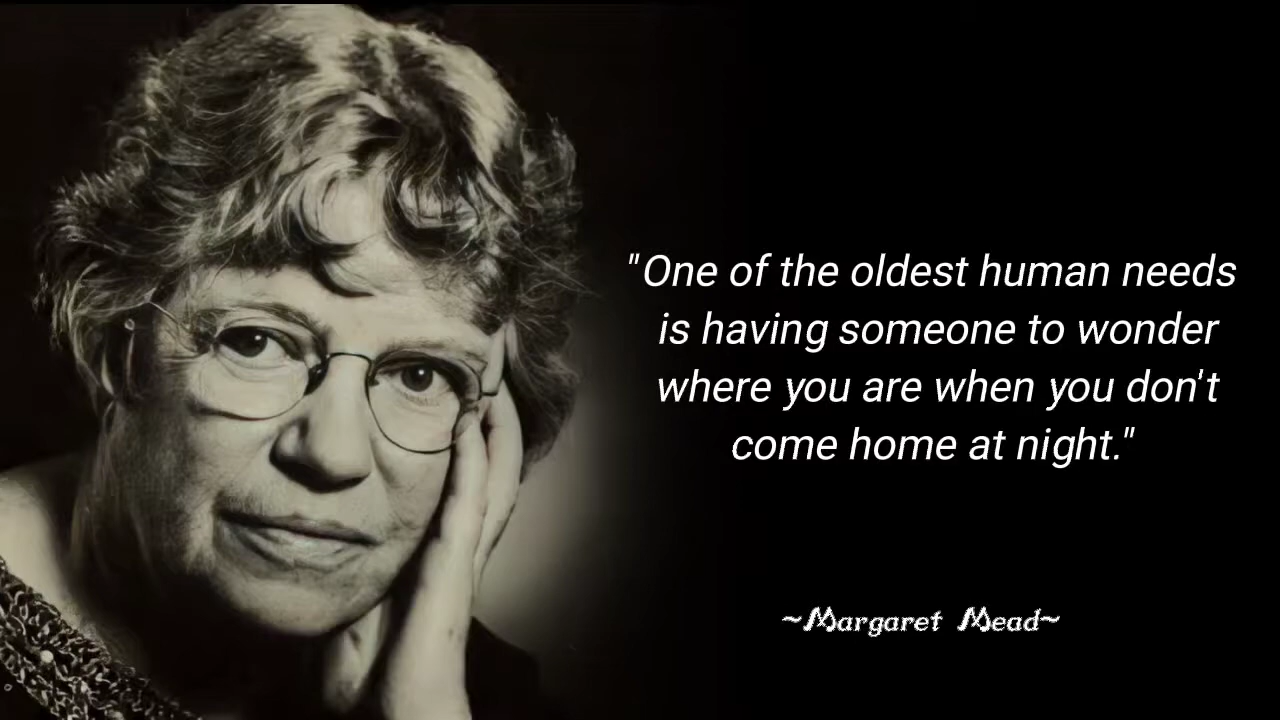 "One of the oldest human needs
is having someone to wonder
where you are when you don't
come home at night."
~Margaret Mead~